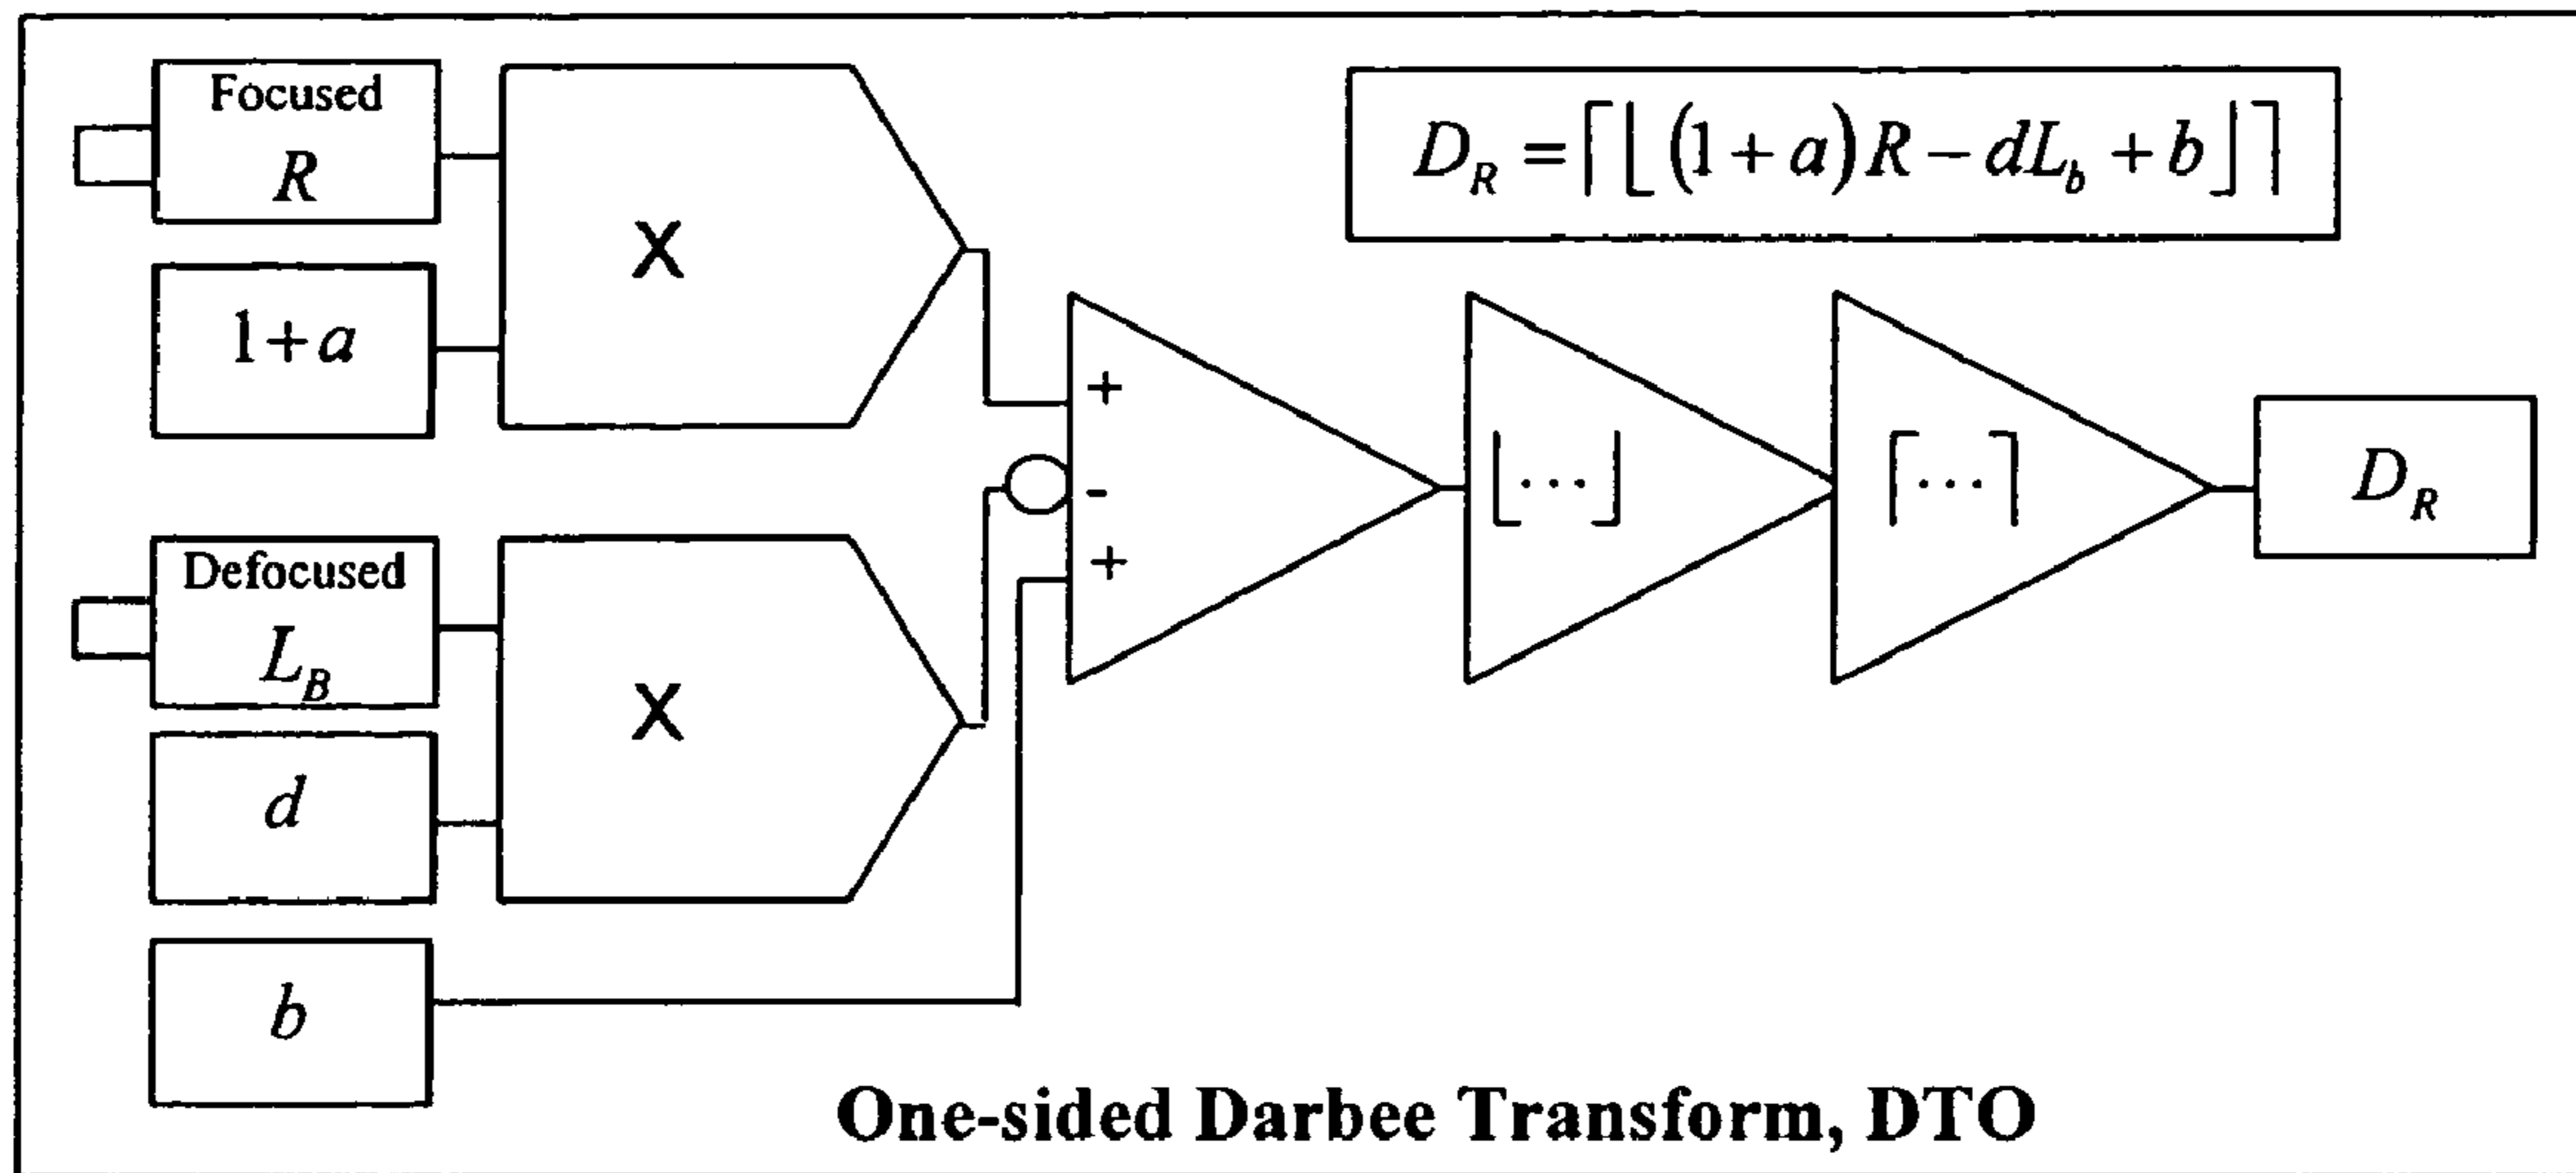 Focused
R
1+a
X
D_R = ⌈⌊(1+a)R − dL_b + b⌋⌉
+
-
+
⌊···⌋
⌈···⌉
D_R
Defocused
L_B
d
X
b
One-sided Darbee Transform, DTO